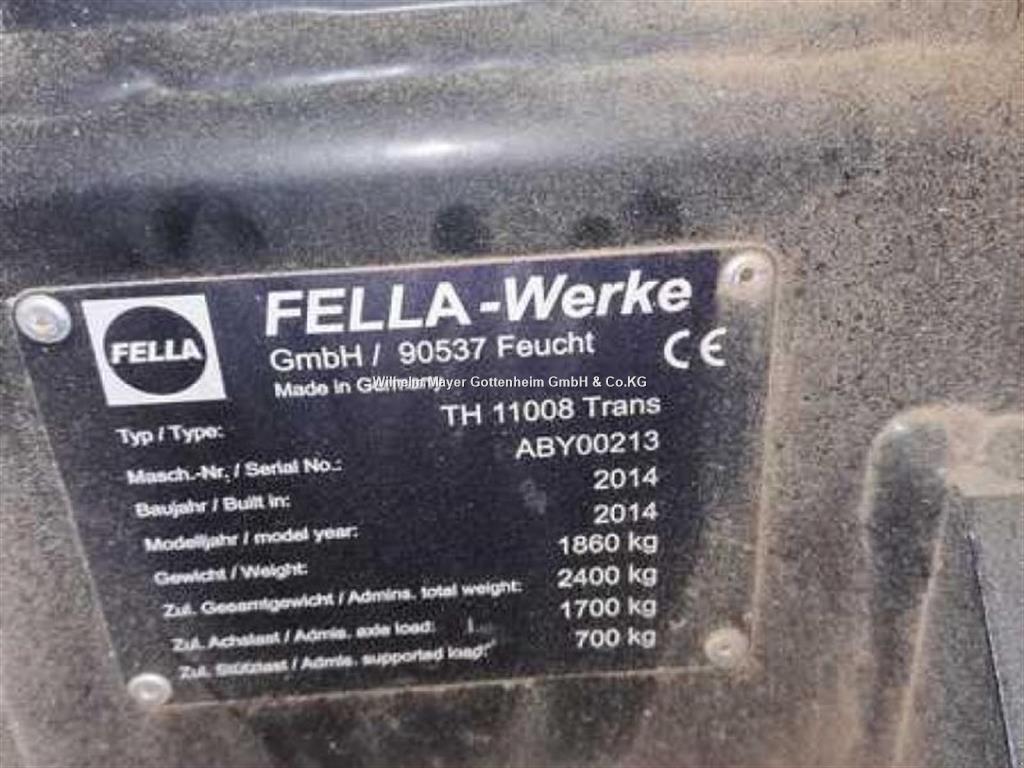 FELLA
FELLA-Werke
GmbH / 90537 Feucht
Made in Germany
Wilhelm Mayer Gottenheim GmbH & Co.KG
Typ / Type: TH 11008 Trans
Masch.-Nr. / Serial No.: ABY00213
Baujahr / Built in: 2014
Modelljahr / model year: 2014
Gewicht / Weight: 1860 kg
Zul. Gesamtgewicht / Admins. total weight: 2400 kg
Zul. Achslast / Admis. axle load: 1700 kg
Zul. Stützlast / Admis. supported load: 700 kg
CE